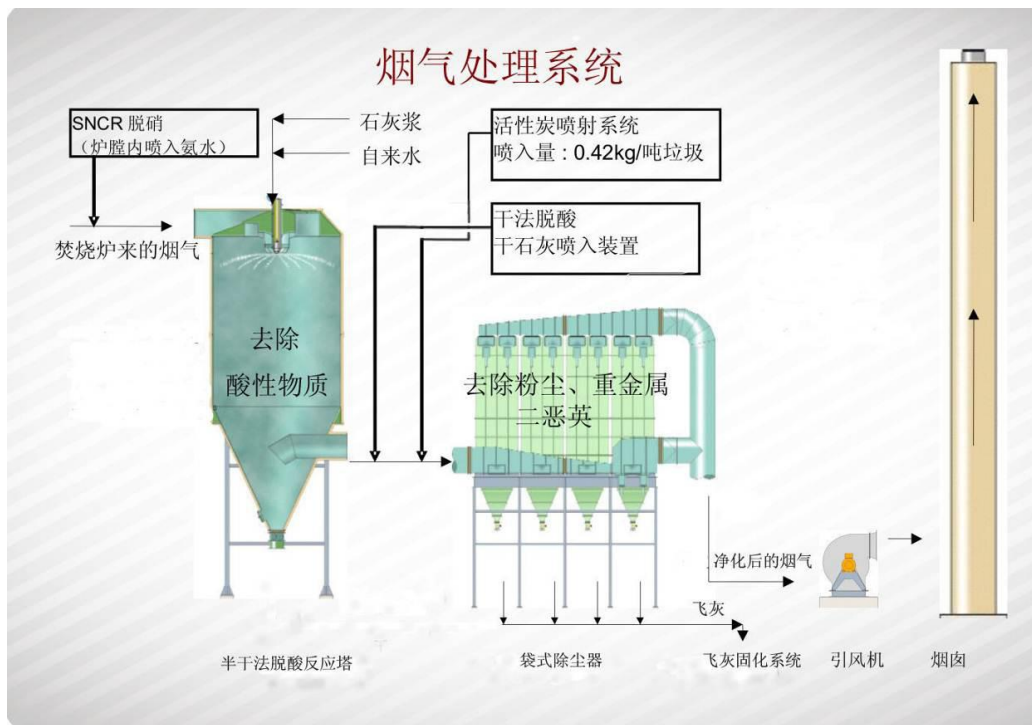 烟气处理系统
SNCR 脱硝
（炉膛内喷入氨水）
石灰浆
自来水
活性炭喷射系统
喷入量：0.42kg/吨垃圾
干法脱酸
干石灰喷入装置
焚烧炉来的烟气
去除
酸性物质
去除粉尘、重金属
二恶英
净化后的烟气
飞灰
半干法脱酸反应塔
袋式除尘器
飞灰固化系统
引风机
烟囱